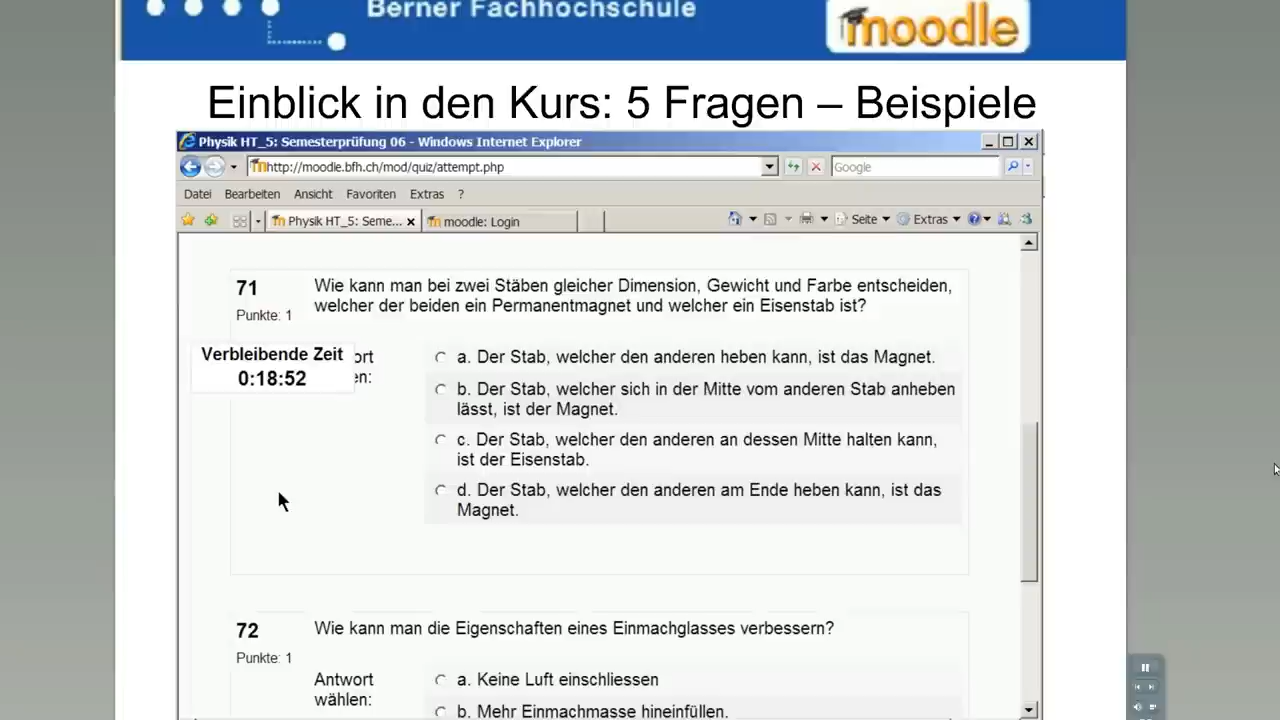 Berner Fachhochschule
moodle
Einblick in den Kurs: 5 Fragen – Beispiele
Physik HT_5: Semesterprüfung 06 - Windows Internet Explorer
http://moodle.bfh.ch/mod/quiz/attempt.php
Google
Datei Bearbeiten Ansicht Favoriten Extras ?
Physik HT_5: Seme... moodle: Login Seite Extras
71
Punkte: 1
Wie kann man bei zwei Stäben gleicher Dimension, Gewicht und Farbe entscheiden,
welcher der beiden ein Permanentmagnet und welcher ein Eisenstab ist?
Verbleibende Zeit
0:18:52
ort
en:
a. Der Stab, welcher den anderen heben kann, ist das Magnet.
b. Der Stab, welcher sich in der Mitte vom anderen Stab anheben
lässt, ist der Magnet.
c. Der Stab, welcher den anderen an dessen Mitte halten kann,
ist der Eisenstab.
d. Der Stab, welcher den anderen am Ende heben kann, ist das
Magnet.
72
Punkte: 1
Wie kann man die Eigenschaften eines Einmachglasses verbessern?
Antwort
wählen:
a. Keine Luft einschliessen
b. Mehr Einmachmasse hineinfüllen.